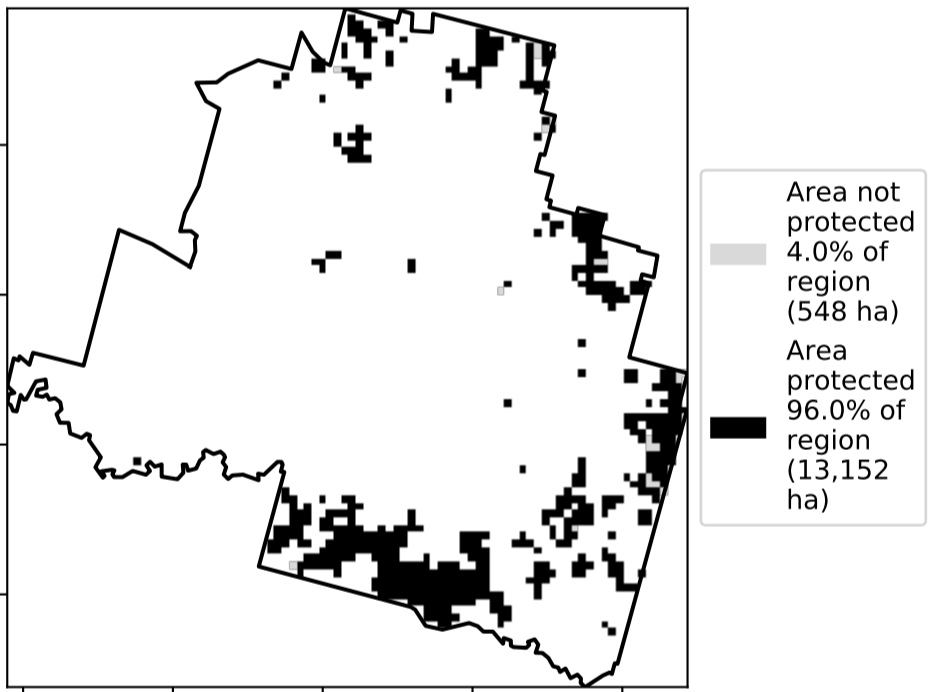 Area not
protected
4.0% of
region
(548 ha)
Area
protected
96.0% of
region
(13,152
ha)